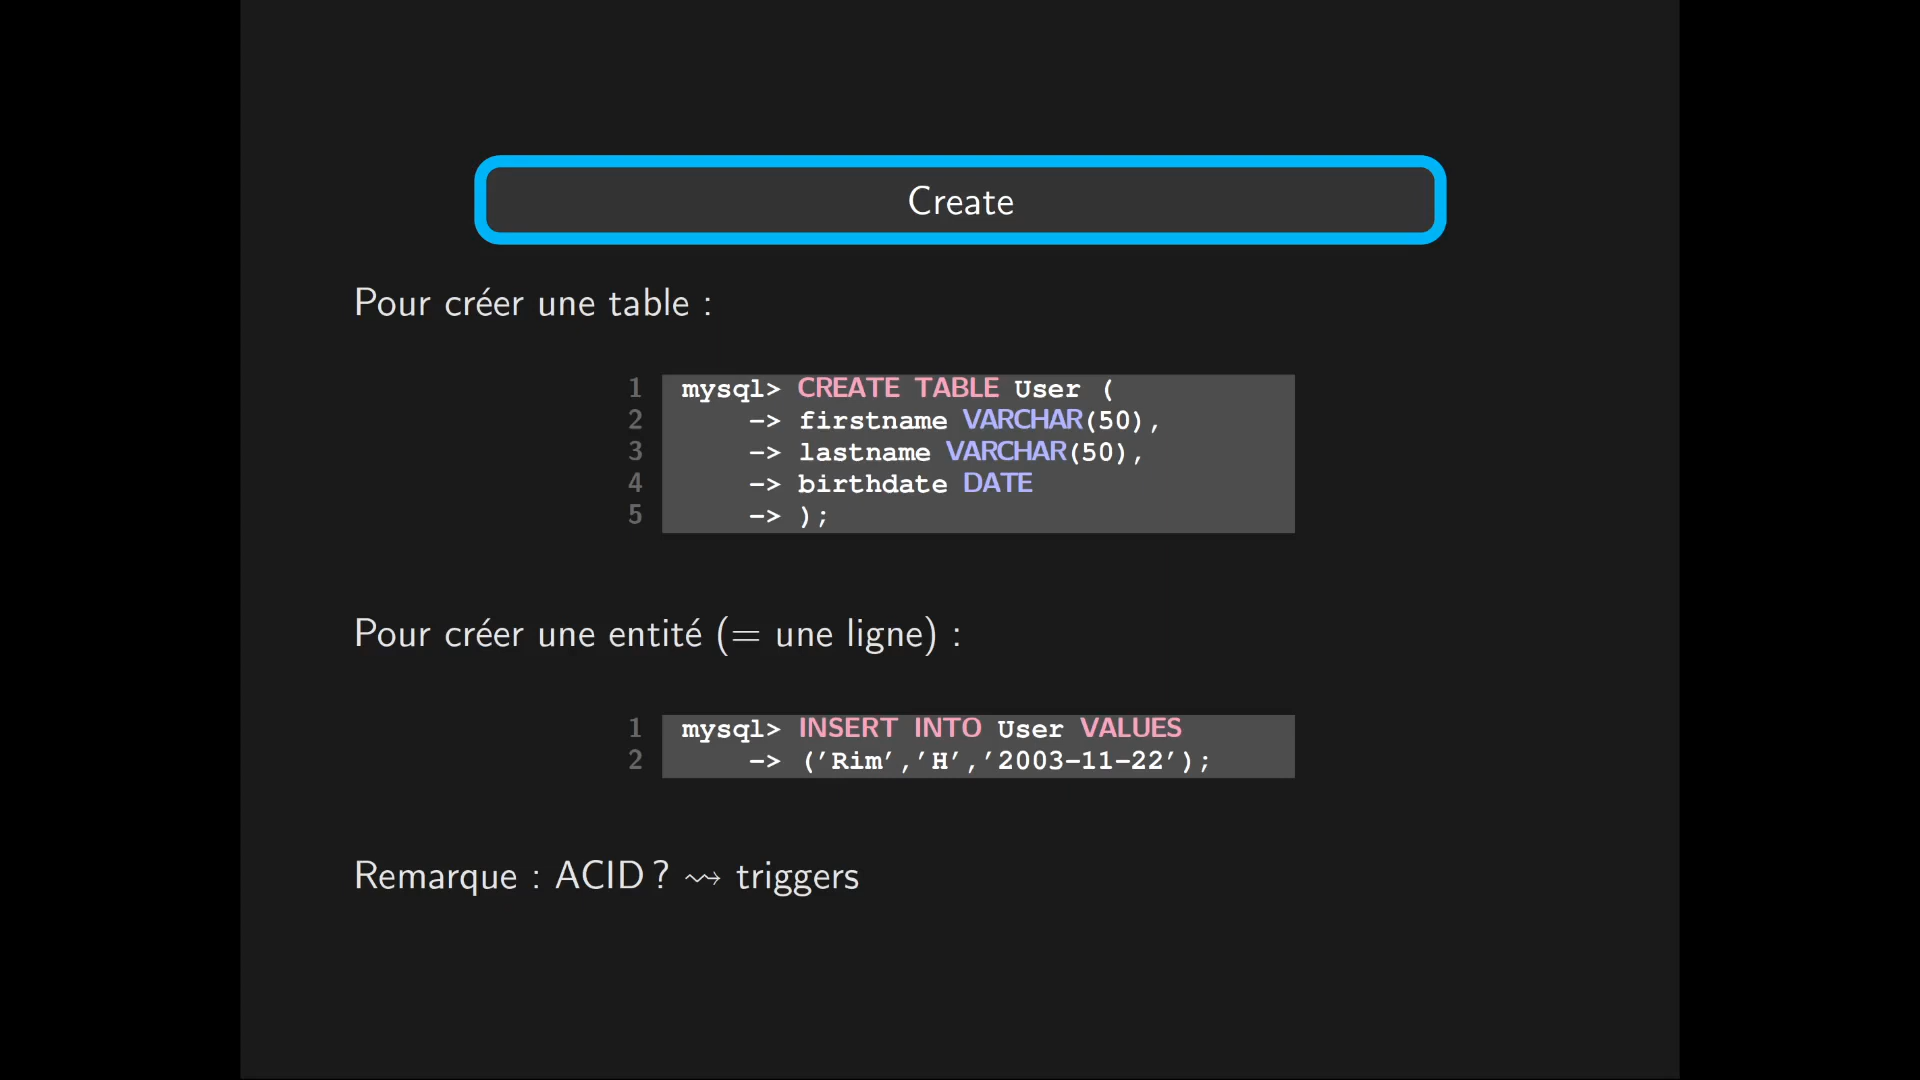 Create
Pour créer une table :
1 mysql> CREATE TABLE User (
2 -> firstname VARCHAR(50),
3 -> lastname VARCHAR(50),
4 -> birthdate DATE
5 -> );
Pour créer une entité (= une ligne) :
1 mysql> INSERT INTO User VALUES
2 -> ('Rim','H','2003-11-22');
Remarque : ACID ? ⇝ triggers